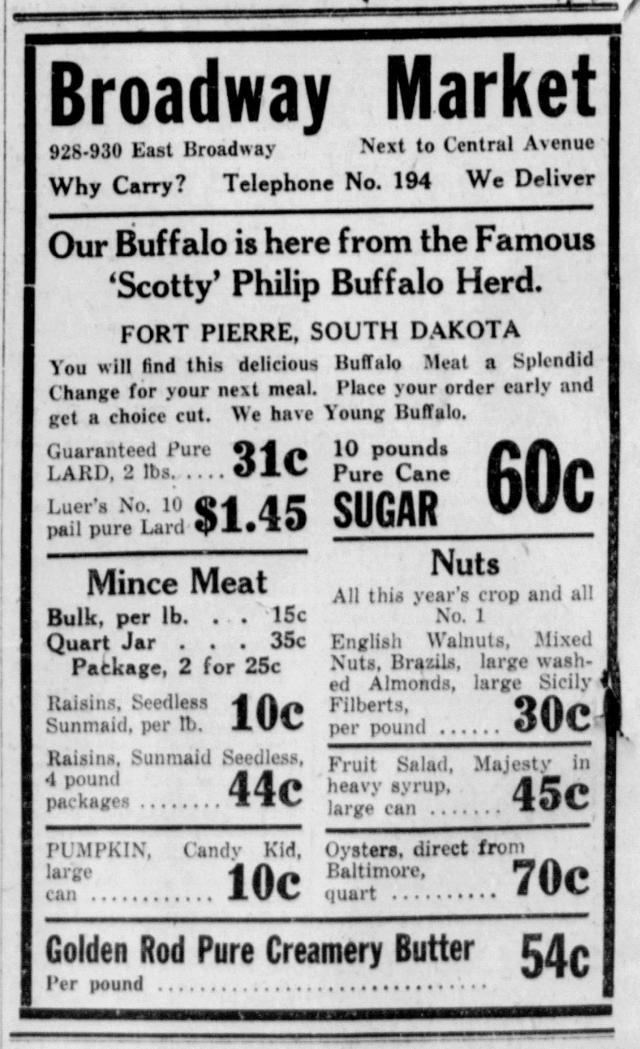 Broadway Market
928-930 East Broadway Next to Central Avenue
Why Carry? Telephone No. 194 We Deliver
Our Buffalo is here from the Famous
'Scotty' Philip Buffalo Herd.
FORT PIERRE, SOUTH DAKOTA
You will find this delicious Buffalo Meat a Splendid
Change for your next meal. Place your order early and
get a choice cut. We have Young Buffalo.
Guaranteed Pure
LARD, 2 lbs. .... 31c
Luer's No. 10
pail pure Lard $1.45
10 pounds
Pure Cane
SUGAR 60c
Mince Meat
Bulk, per lb. . . 15c
Quart Jar . . . 35c
Package, 2 for 25c
Raisins, Seedless
Sunmaid, per lb. 10c
Raisins, Sunmaid Seedless,
4 pound
packages ........ 44c
PUMPKIN, Candy Kid,
large
can ............ 10c
Nuts
All this year's crop and all
No. 1
English Walnuts, Mixed
Nuts, Brazils, large wash-
ed Almonds, large Sicily
Filberts,
per pound ...... 30c
Fruit Salad, Majesty in
heavy syrup,
large can ....... 45c
Oysters, direct from
Baltimore,
quart .......... 70c
Golden Rod Pure Creamery Butter 54c
Per pound ................................